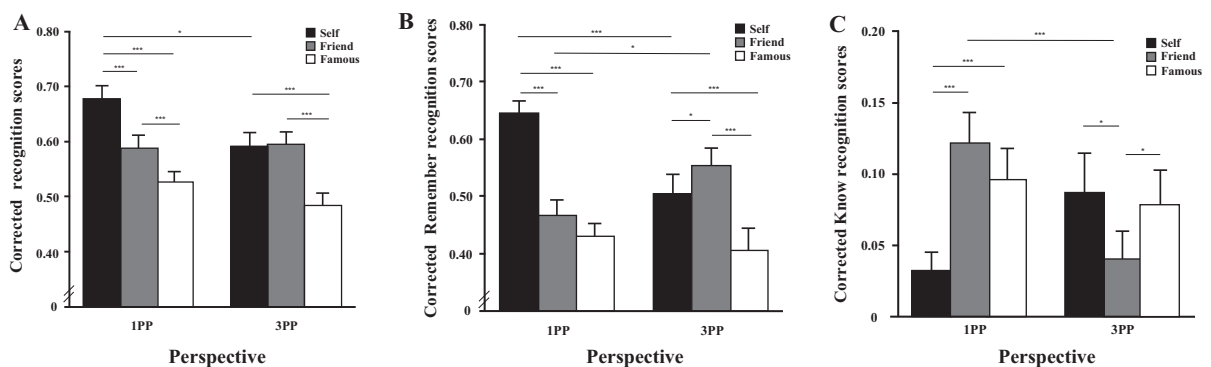 A
Corrected recognition scores
0.80
0.70
0.60
0.50
0.40
0
* 
***
***
***
***
***
Self
Friend
Famous
1PP
3PP
Perspective
B
Corrected Remember recognition scores
0.80
0.70
0.60
0.50
0.40
0
***
*
***
***
***
*
***
Self
Friend
Famous
1PP
3PP
Perspective
C
Corrected Know recognition scores
0.20
0.15
0.10
0.05
0
***
***
***
*
*
Self
Friend
Famous
1PP
3PP
Perspective